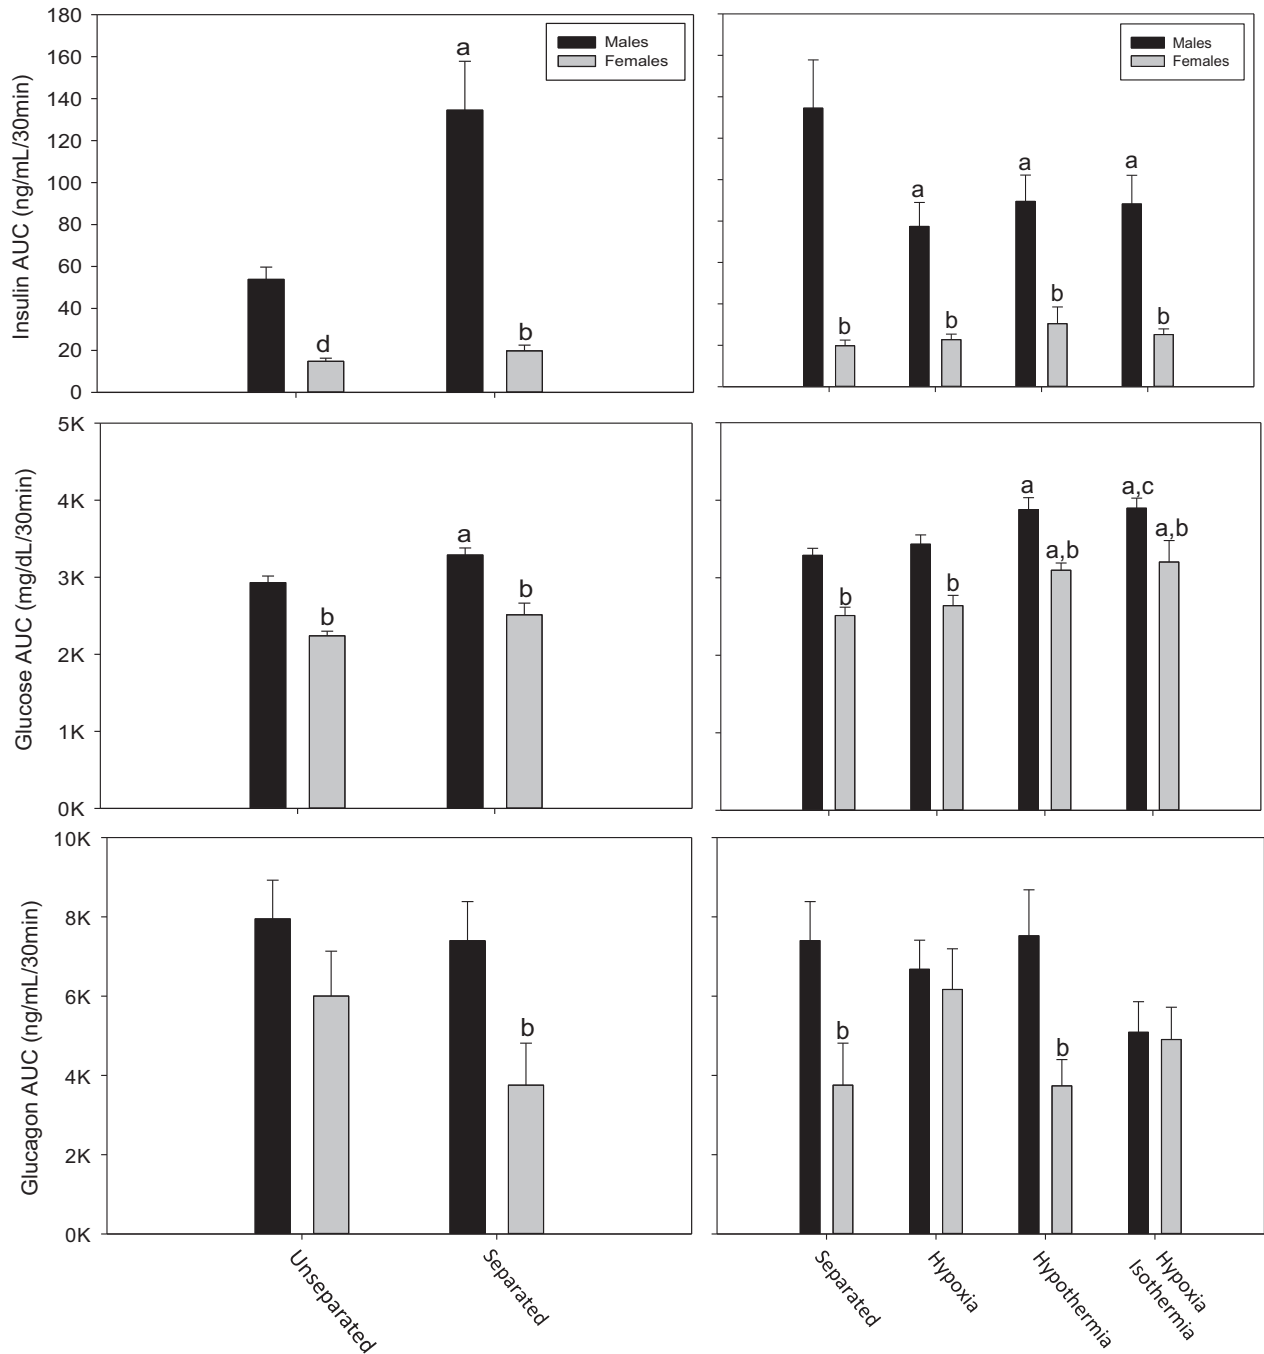 Insulin AUC (ng/mL/30min)
180
160
140
120
100
80
60
40
20
0
Males
Females
d
a
b
Males
Females
b
a
b
a
b
a
b
Glucose AUC (mg/dL/30min)
5K
4K
3K
2K
1K
0K
b
a
b
b
b
a
a,b
a,c
a,b
Glucagon AUC (ng/mL/30min)
10K
8K
6K
4K
2K
0K
b
b
b
Unseparated
Separated
Separated
Hypoxia
Hypothermia
Hypoxia
Isothermia